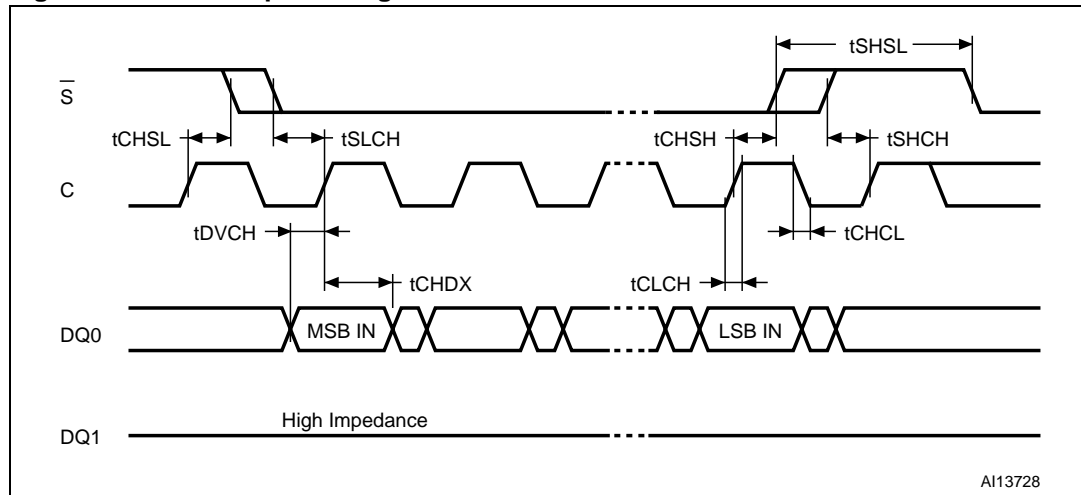 tSHSL
S
tCHSL
tSLCH
tCHSH
tSHCH
C
tDVCH
tCHCL
tCHDX
tCLCH
DQ0
MSB IN
LSB IN
High Impedance
DQ1
AI13728